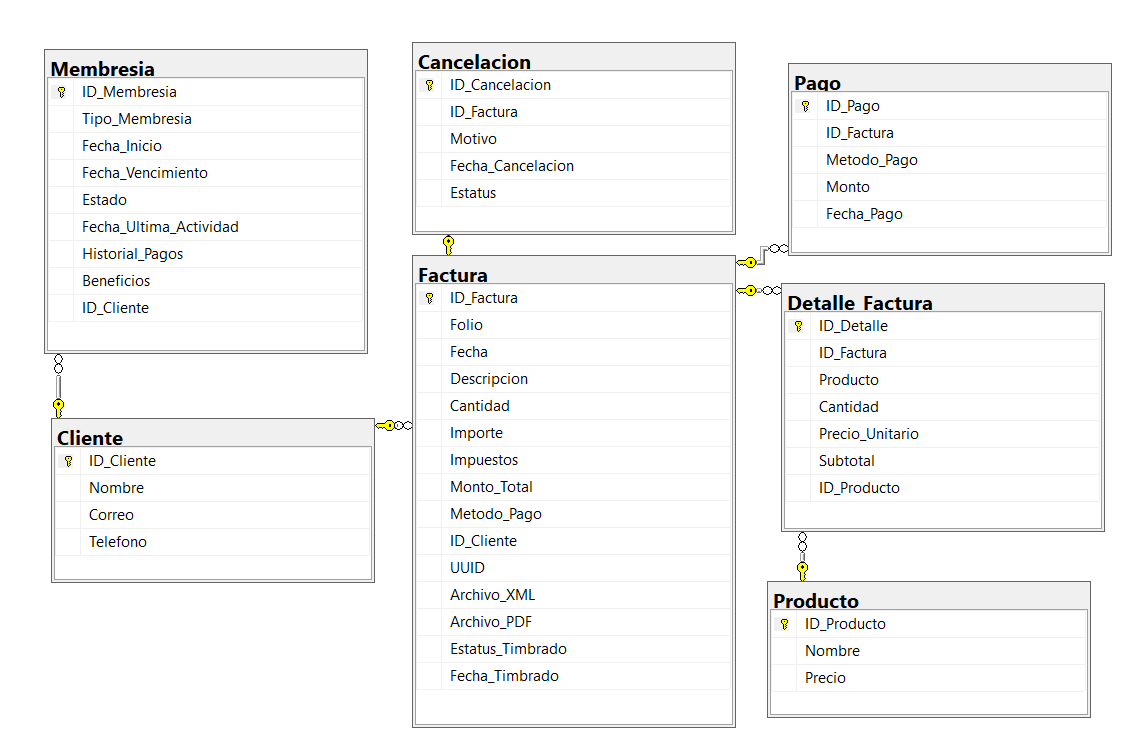 Membresia
ID_Membresia
Tipo_Membresia
Fecha_Inicio
Fecha_Vencimiento
Estado
Fecha_Ultima_Actividad
Historial_Pagos
Beneficios
ID_Cliente
Cancelacion
ID_Cancelacion
ID_Factura
Motivo
Fecha_Cancelacion
Estatus
Pago
ID_Pago
ID_Factura
Metodo_Pago
Monto
Fecha_Pago
Cliente
ID_Cliente
Nombre
Correo
Telefono
Factura
ID_Factura
Folio
Fecha
Descripcion
Cantidad
Importe
Impuestos
Monto_Total
Metodo_Pago
ID_Cliente
UUID
Archivo_XML
Archivo_PDF
Estatus_Timbrado
Fecha_Timbrado
Detalle_Factura
ID_Detalle
ID_Factura
Producto
Cantidad
Precio_Unitario
Subtotal
ID_Producto
Producto
ID_Producto
Nombre
Precio